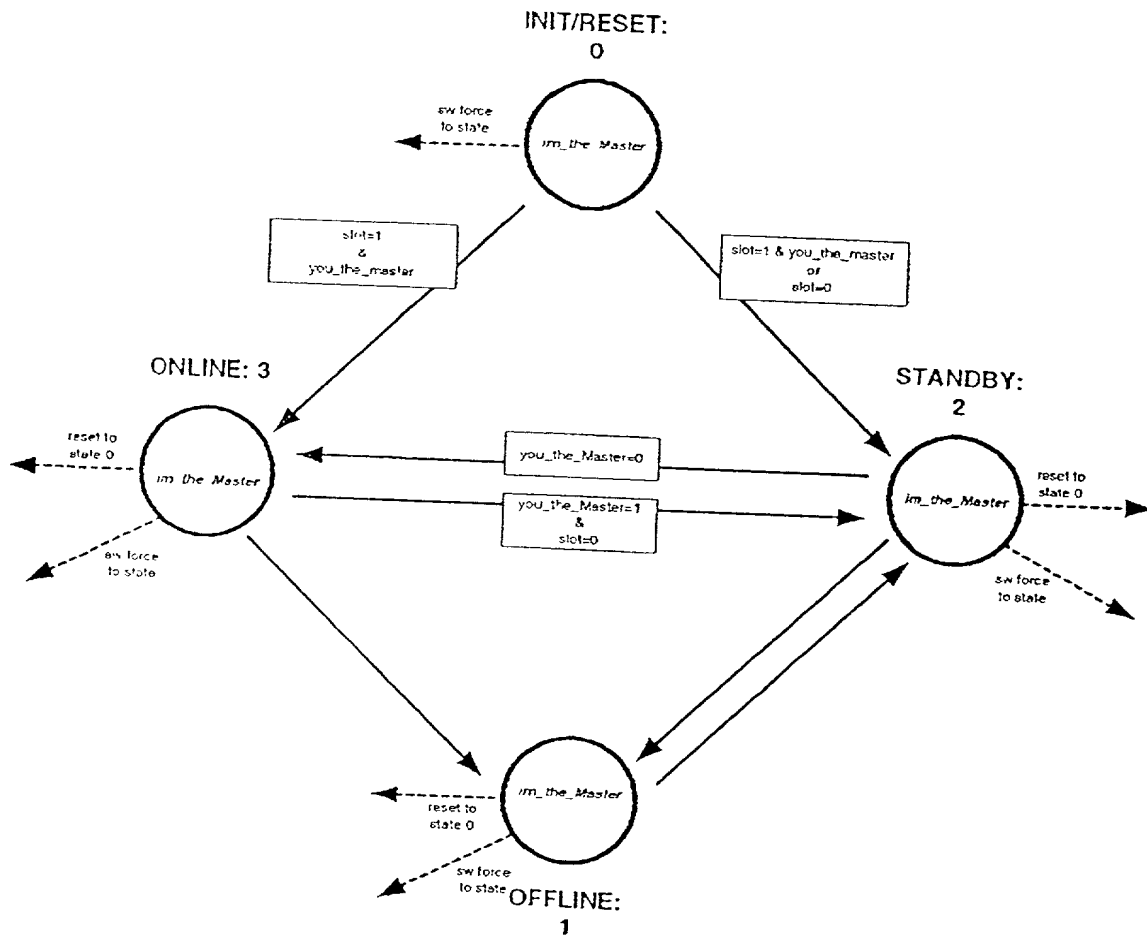 INIT/RESET:
0
sw force
to state
im_the_Master
slot=1
&
you_the_master
slot=1 & you_the_master
or
slot=0
ONLINE: 3
STANDBY:
2
reset to
state 0
im_the_Master
sw force
to state
you_the_Master=0
you_the_Master=1
&
slot=0
im_the_Master
reset to
state 0
sw force
to state
im_the_Master
reset to
state 0
sw force
to state
OFFLINE:
1